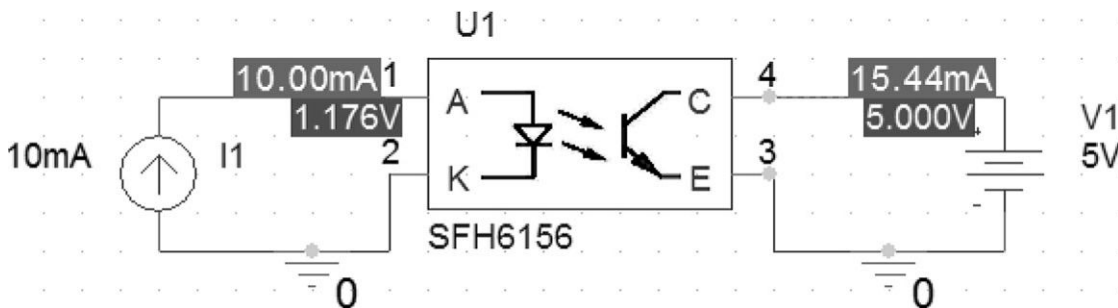 U1
10.00mA 1
1.176V
2
10mA
I1
A
K
C
E
SFH6156
4
3
15.44mA
5.000V
+
V1
5V
-
0
0